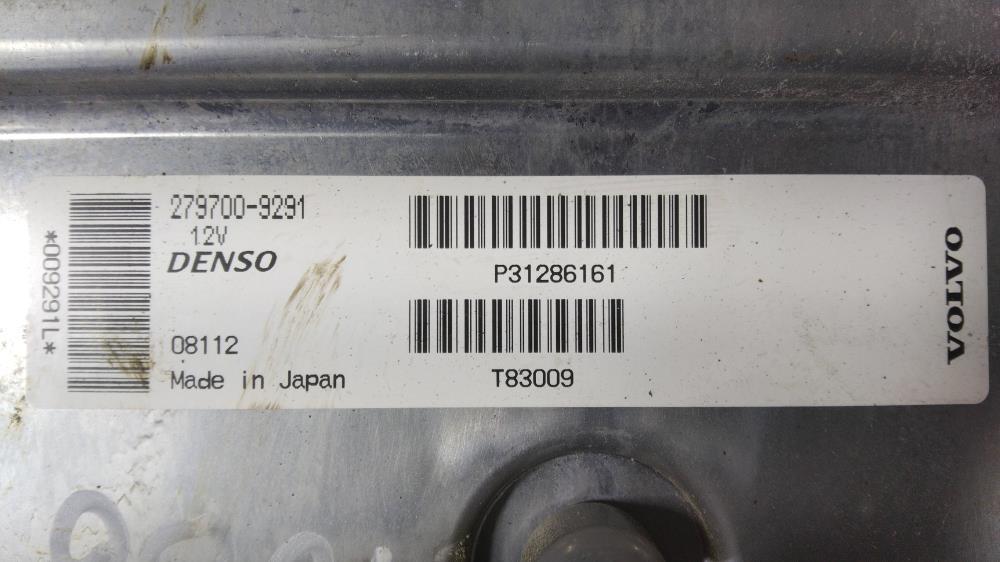 *009291L*
279700-9291
12V
DENSO
08112
Made in Japan
P31286161
T83009
VOLVO